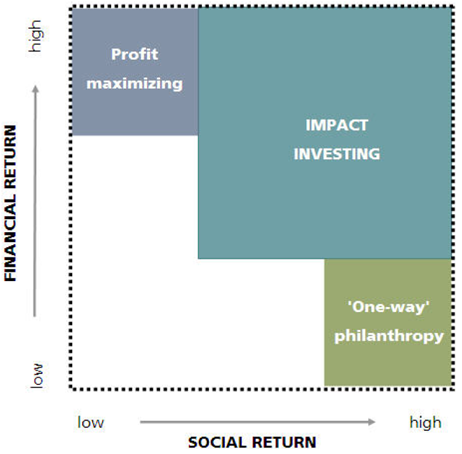 high
Profit
maximizing
IMPACT
INVESTING
FINANCIAL RETURN
'One-way'
philanthropy
low
low
high
SOCIAL RETURN